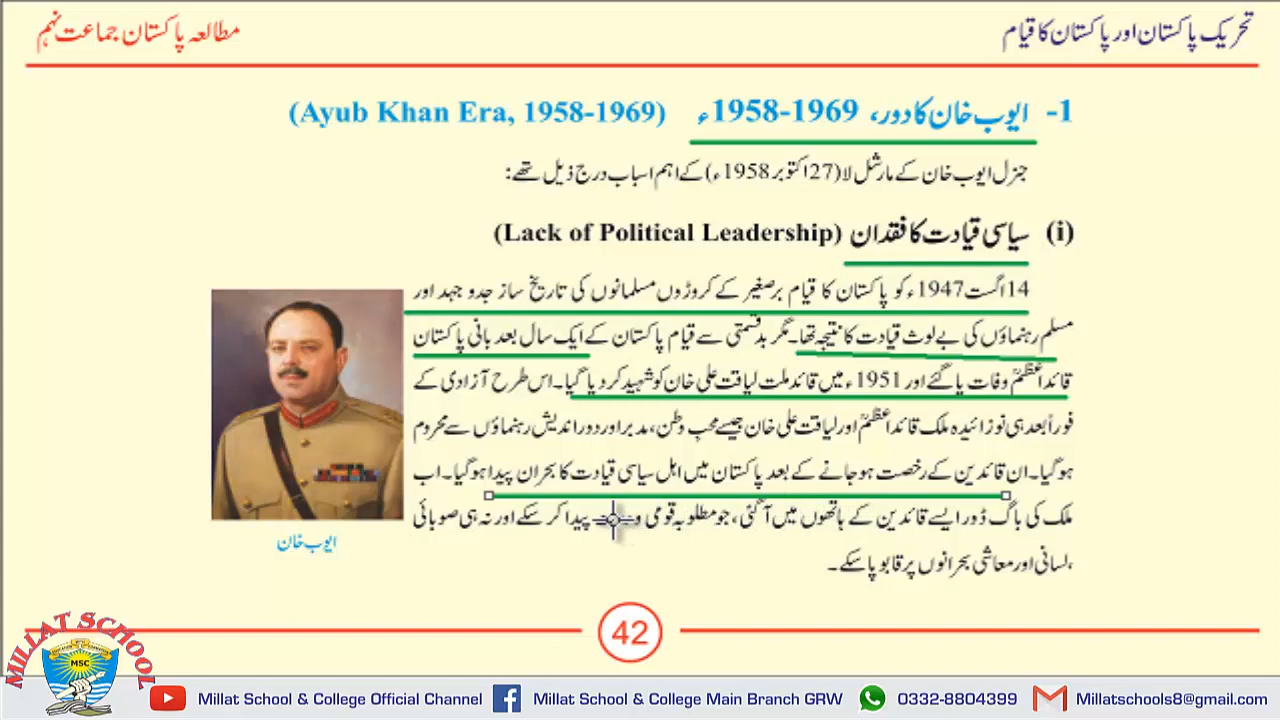 تحریک پاکستان اور پاکستان کا قیام
مطالعہ پاکستان جماعت نہم
1- ایوب خان کا دور، 1958-1969ء (Ayub Khan Era, 1958-1969)
جنرل ایوب خان کے مارشل لا (27 اکتوبر 1958ء) کے اہم اسباب درج ذیل تھے:
(i) سیاسی قیادت کا فقدان (Lack of Political Leadership)
14 اگست 1947ء کو پاکستان کا قیام برصغیر کے کروڑوں مسلمانوں کی تاریخ ساز جدوجہد اور
مسلم رہنماؤں کی بے لوث قیادت کا نتیجہ تھا۔ مگر بدقسمتی سے قیام پاکستان کے ایک سال بعد بانی پاکستان
قائداعظمؒ وفات پا گئے اور 1951ء میں قائد ملت لیاقت علی خان کو شہید کر دیا گیا۔ اس طرح آزادی کے
فوراً بعد ہی نوزائیدہ ملک قائداعظمؒ اور لیاقت علی خان جیسے محب وطن، مدبر اور دور اندیش رہنماؤں سے محروم
ہوگیا۔ ان قائدین کے رخصت ہو جانے کے بعد پاکستان میں اہل سیاسی قیادت کا بحران پیدا ہوگیا۔ اب
ملک کی باگ ڈور ایسے قائدین کے ہاتھوں میں آگئی، جو مطلوبہ قومی پیدا کر سکے اور نہ ہی صوبائی
،لسانی اور معاشی بحرانوں پر قابو پا سکے۔
ایوب خان
42
MILLAT SCHOOL
MSC
Millat School & College Official Channel
Millat School & College Main Branch GRW
0332-8804399
Millatschools8@gmail.com